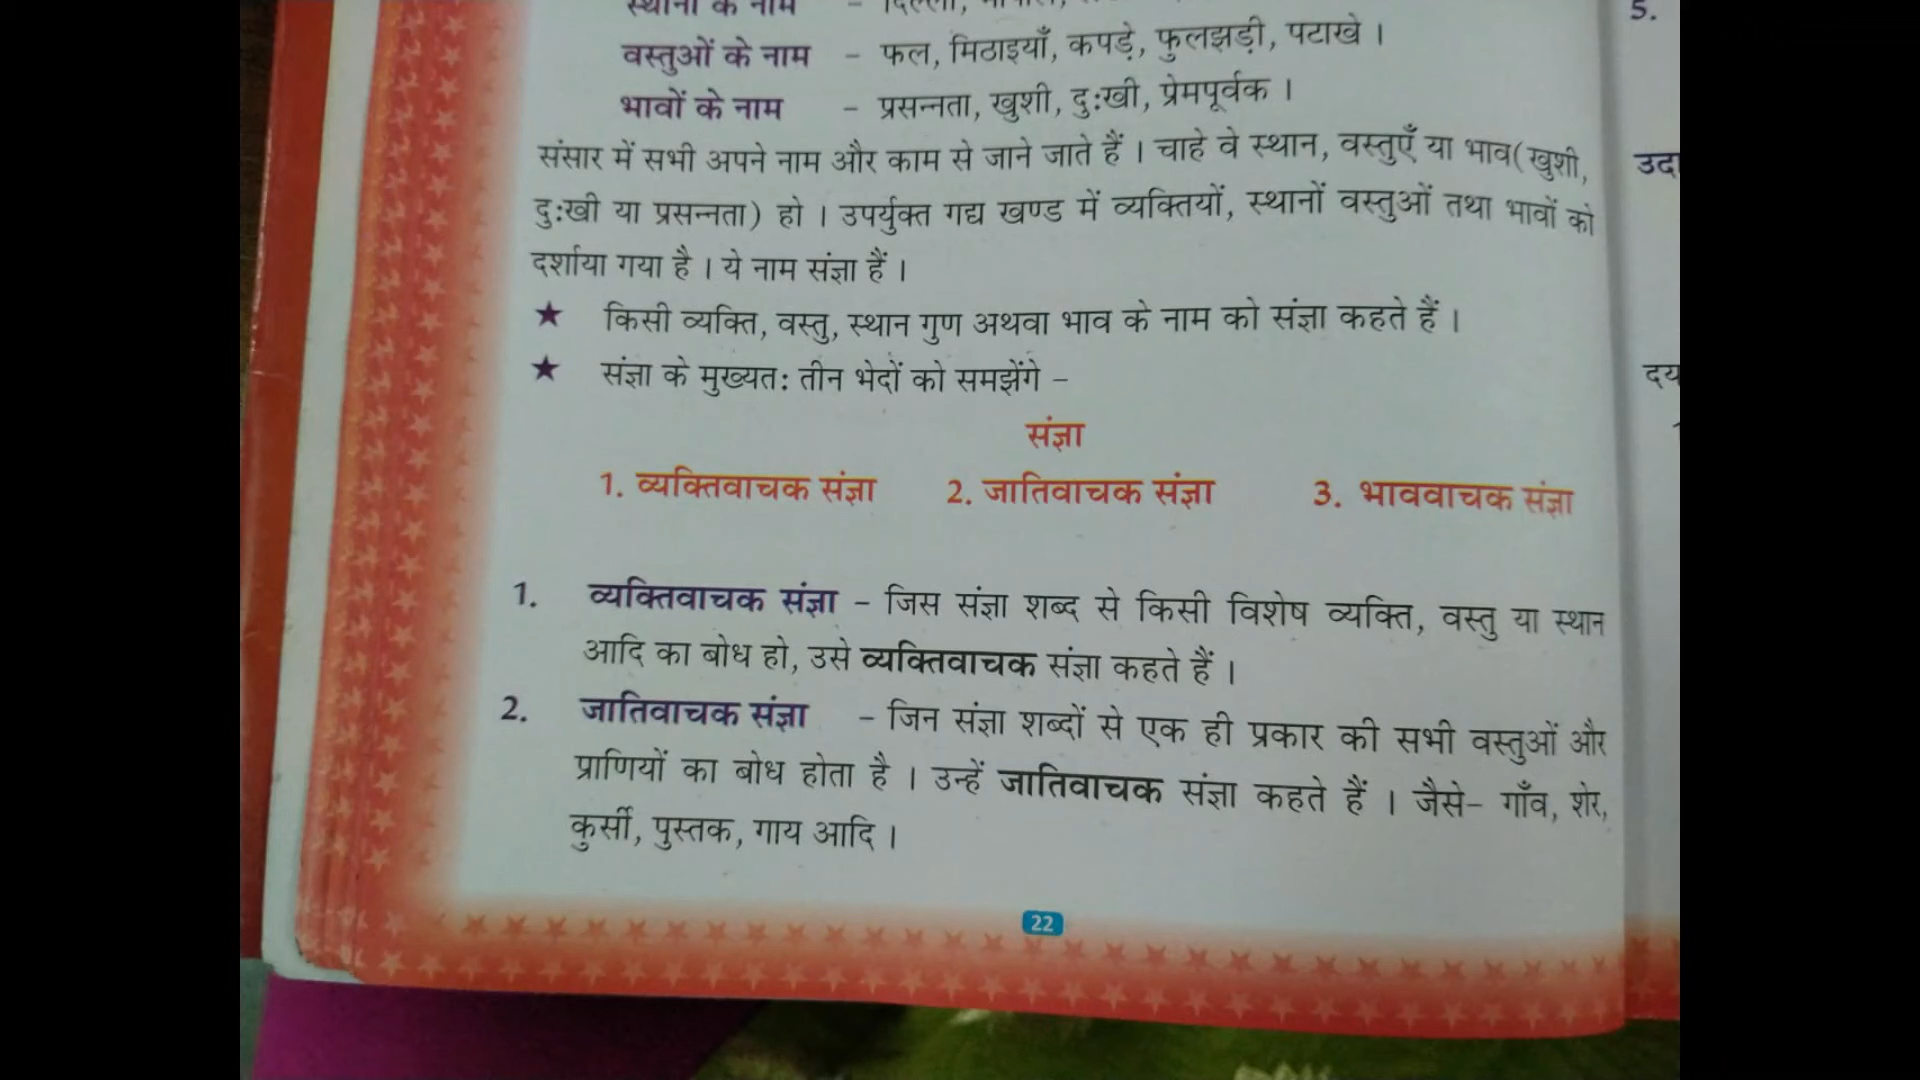 स्थानों के नाम – दिल्ली,
वस्तुओं के नाम – फल, मिठाइयाँ, कपड़े, फुलझड़ी, पटाखे ।
भावों के नाम – प्रसन्नता, खुशी, दुःखी, प्रेमपूर्वक ।
संसार में सभी अपने नाम और काम से जाने जाते हैं । चाहे वे स्थान, वस्तुएँ या भाव(खुशी,
दुःखी या प्रसन्नता) हो । उपर्युक्त गद्य खण्ड में व्यक्तियों, स्थानों वस्तुओं तथा भावों को
दर्शाया गया है । ये नाम संज्ञा हैं ।
★ किसी व्यक्ति, वस्तु, स्थान गुण अथवा भाव के नाम को संज्ञा कहते हैं ।
★ संज्ञा के मुख्यत: तीन भेदों को समझेंगे –
संज्ञा
1. व्यक्तिवाचक संज्ञा 2. जातिवाचक संज्ञा 3. भाववाचक संज्ञा
1. व्यक्तिवाचक संज्ञा – जिस संज्ञा शब्द से किसी विशेष व्यक्ति, वस्तु या स्थान
आदि का बोध हो, उसे व्यक्तिवाचक संज्ञा कहते हैं ।
2. जातिवाचक संज्ञा – जिन संज्ञा शब्दों से एक ही प्रकार की सभी वस्तुओं और
प्राणियों का बोध होता है । उन्हें जातिवाचक संज्ञा कहते हैं । जैसे– गाँव, शेर,
कुर्सी, पुस्तक, गाय आदि ।
22
5.